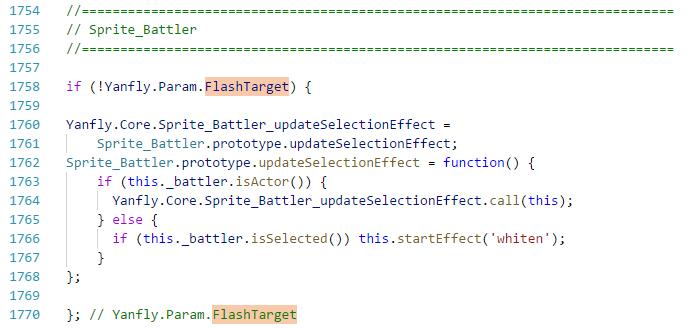 1754 //=============================================================================
1755 // Sprite_Battler
1756 //=============================================================================
1757
1758 if (!Yanfly.Param.FlashTarget) {
1759
1760 Yanfly.Core.Sprite_Battler_updateSelectionEffect =
1761     Sprite_Battler.prototype.updateSelectionEffect;
1762 Sprite_Battler.prototype.updateSelectionEffect = function() {
1763     if (this._battler.isActor()) {
1764       Yanfly.Core.Sprite_Battler_updateSelectionEffect.call(this);
1765     } else {
1766       if (this._battler.isSelected()) this.startEffect('whiten');
1767     }
1768 };
1769
1770 }; // Yanfly.Param.FlashTarget